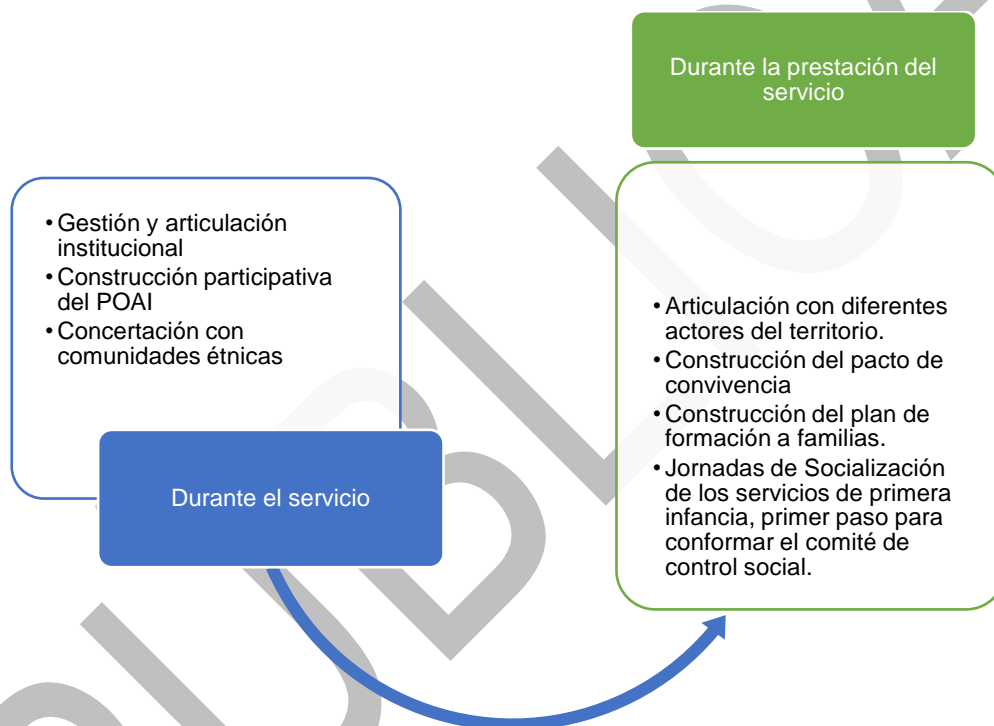 • Gestión y articulación
institucional
• Construcción participativa
del POAI
• Concertación con
comunidades étnicas
Durante el servicio
Durante la prestación del
servicio
• Articulación con diferentes
actores del territorio.
• Construcción del pacto de
convivencia
• Construcción del plan de
formación a familias.
• Jornadas de Socialización
de los servicios de primera
infancia, primer paso para
conformar el comité de
control social.